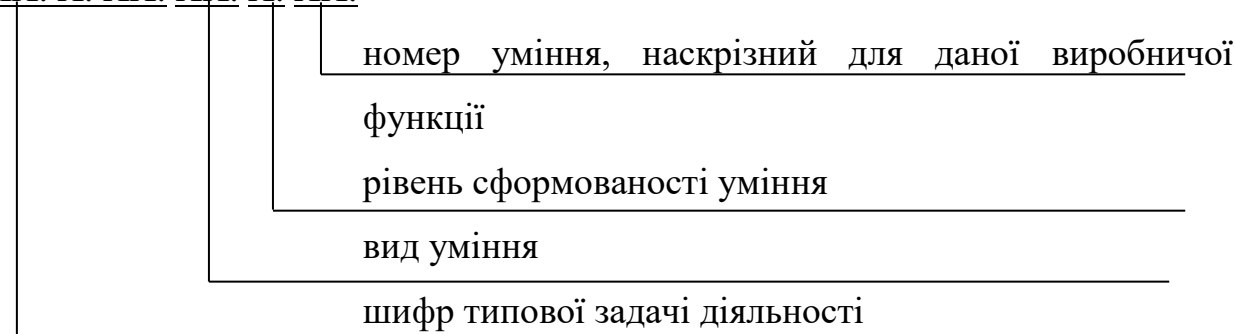 номер уміння, наскрізний для даної виробничої
функції
рівень сформованості уміння
вид уміння
шифр типової задачі діяльності